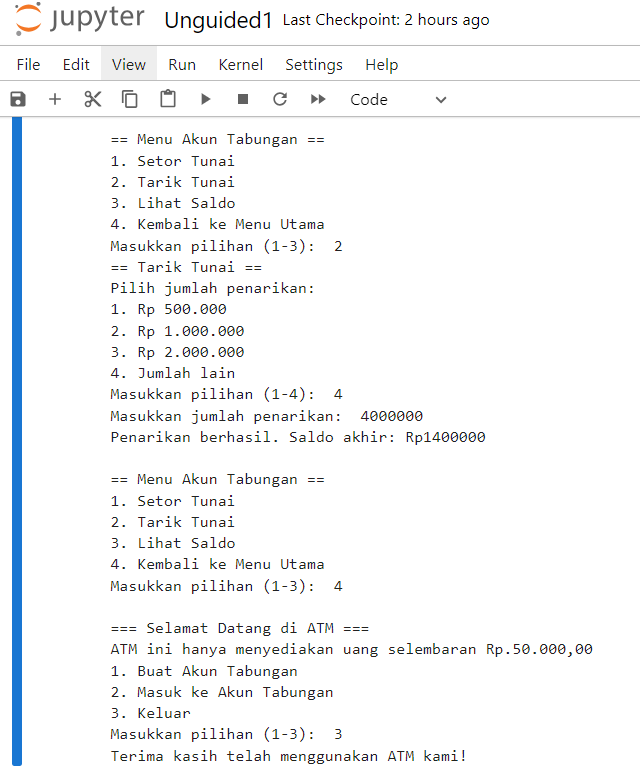 jupyter Unguided1 Last Checkpoint: 2 hours ago
File Edit View Run Kernel Settings Help
Code
== Menu Akun Tabungan ==
1. Setor Tunai
2. Tarik Tunai
3. Lihat Saldo
4. Kembali ke Menu Utama
Masukkan pilihan (1-3):  2
== Tarik Tunai ==
Pilih jumlah penarikan:
1. Rp 500.000
2. Rp 1.000.000
3. Rp 2.000.000
4. Jumlah lain
Masukkan pilihan (1-4):  4
Masukkan jumlah penarikan:  4000000
Penarikan berhasil. Saldo akhir: Rp1400000
== Menu Akun Tabungan ==
1. Setor Tunai
2. Tarik Tunai
3. Lihat Saldo
4. Kembali ke Menu Utama
Masukkan pilihan (1-3):  4
=== Selamat Datang di ATM ===
ATM ini hanya menyediakan uang selembaran Rp.50.000,00
1. Buat Akun Tabungan
2. Masuk ke Akun Tabungan
3. Keluar
Masukkan pilihan (1-3):  3
Terima kasih telah menggunakan ATM kami!